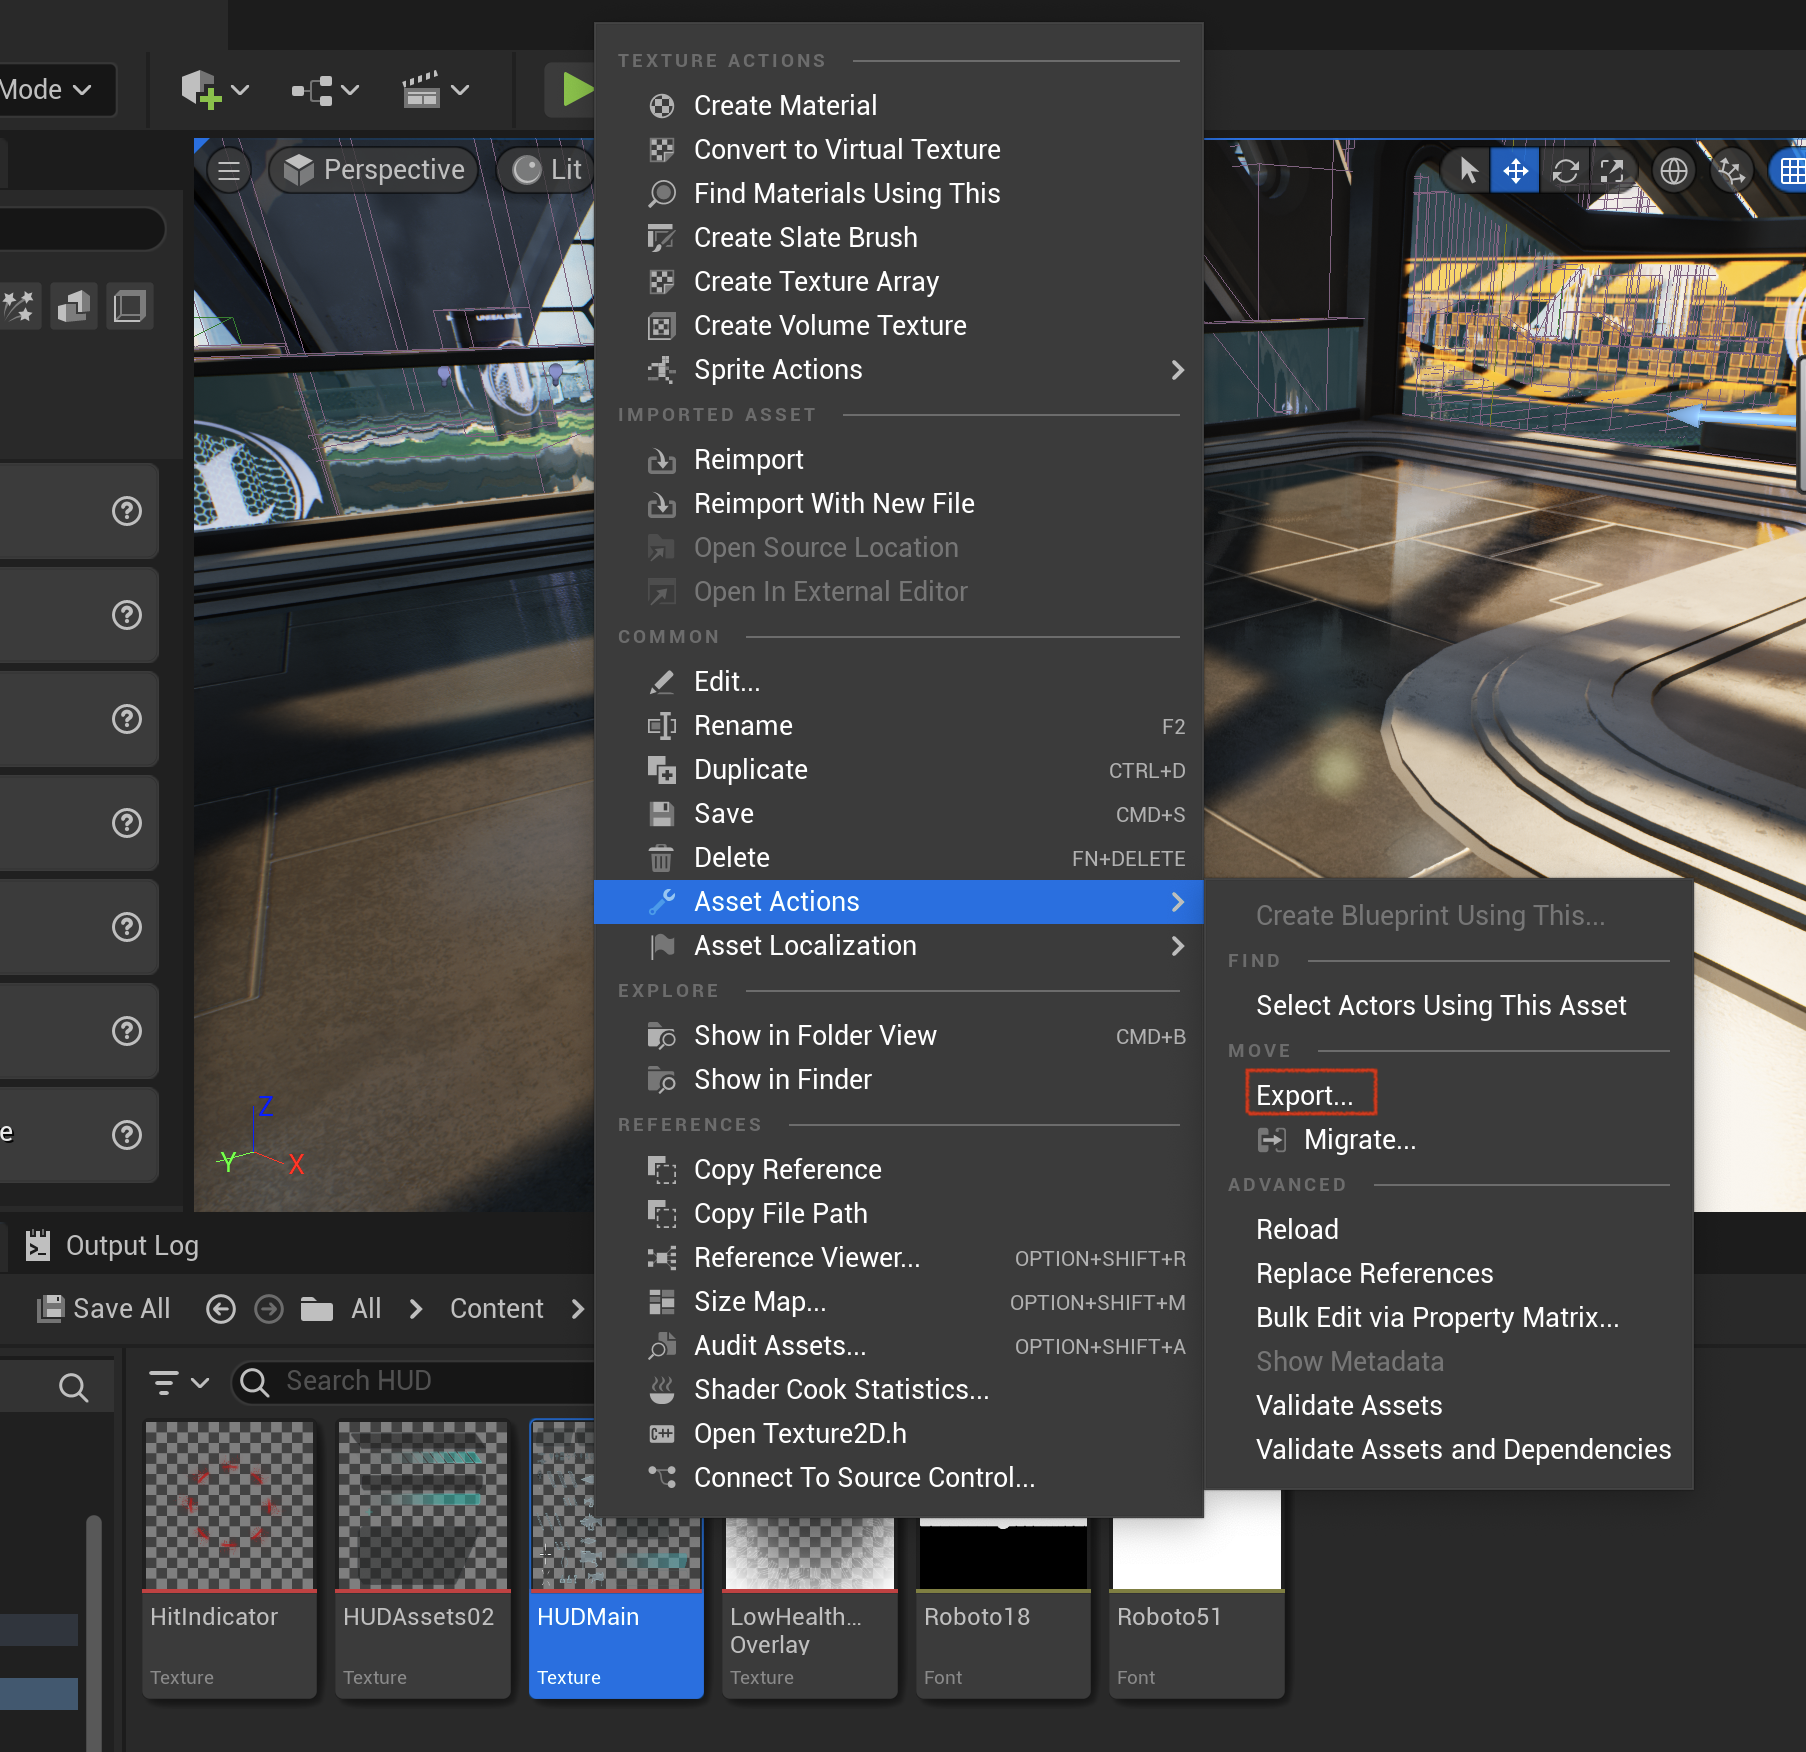 Mode
Perspective
Lit
TEXTURE ACTIONS
Create Material
Convert to Virtual Texture
Find Materials Using This
Create Slate Brush
Create Texture Array
Create Volume Texture
Sprite Actions
IMPORTED ASSET
Reimport
Reimport With New File
Open Source Location
Open In External Editor
COMMON
Edit...
Rename F2
Duplicate CTRL+D
Save CMD+S
Delete FN+DELETE
Asset Actions
Asset Localization
EXPLORE
Show in Folder View CMD+B
Show in Finder
REFERENCES
Copy Reference
Copy File Path
Reference Viewer... OPTION+SHIFT+R
Size Map... OPTION+SHIFT+M
Audit Assets... OPTION+SHIFT+A
Shader Cook Statistics...
Open Texture2D.h
Connect To Source Control...
Create Blueprint Using This...
FIND
Select Actors Using This Asset
MOVE
Export...
Migrate...
ADVANCED
Reload
Replace References
Bulk Edit via Property Matrix...
Show Metadata
Validate Assets
Validate Assets and Dependencies
e
Z
Y
X
Output Log
Save All
All
Content
Search HUD
HitIndicator
Texture
HUDAssets02
Texture
HUDMain
Texture
LowHealth...
Overlay
Texture
Roboto18
Font
Roboto51
Font